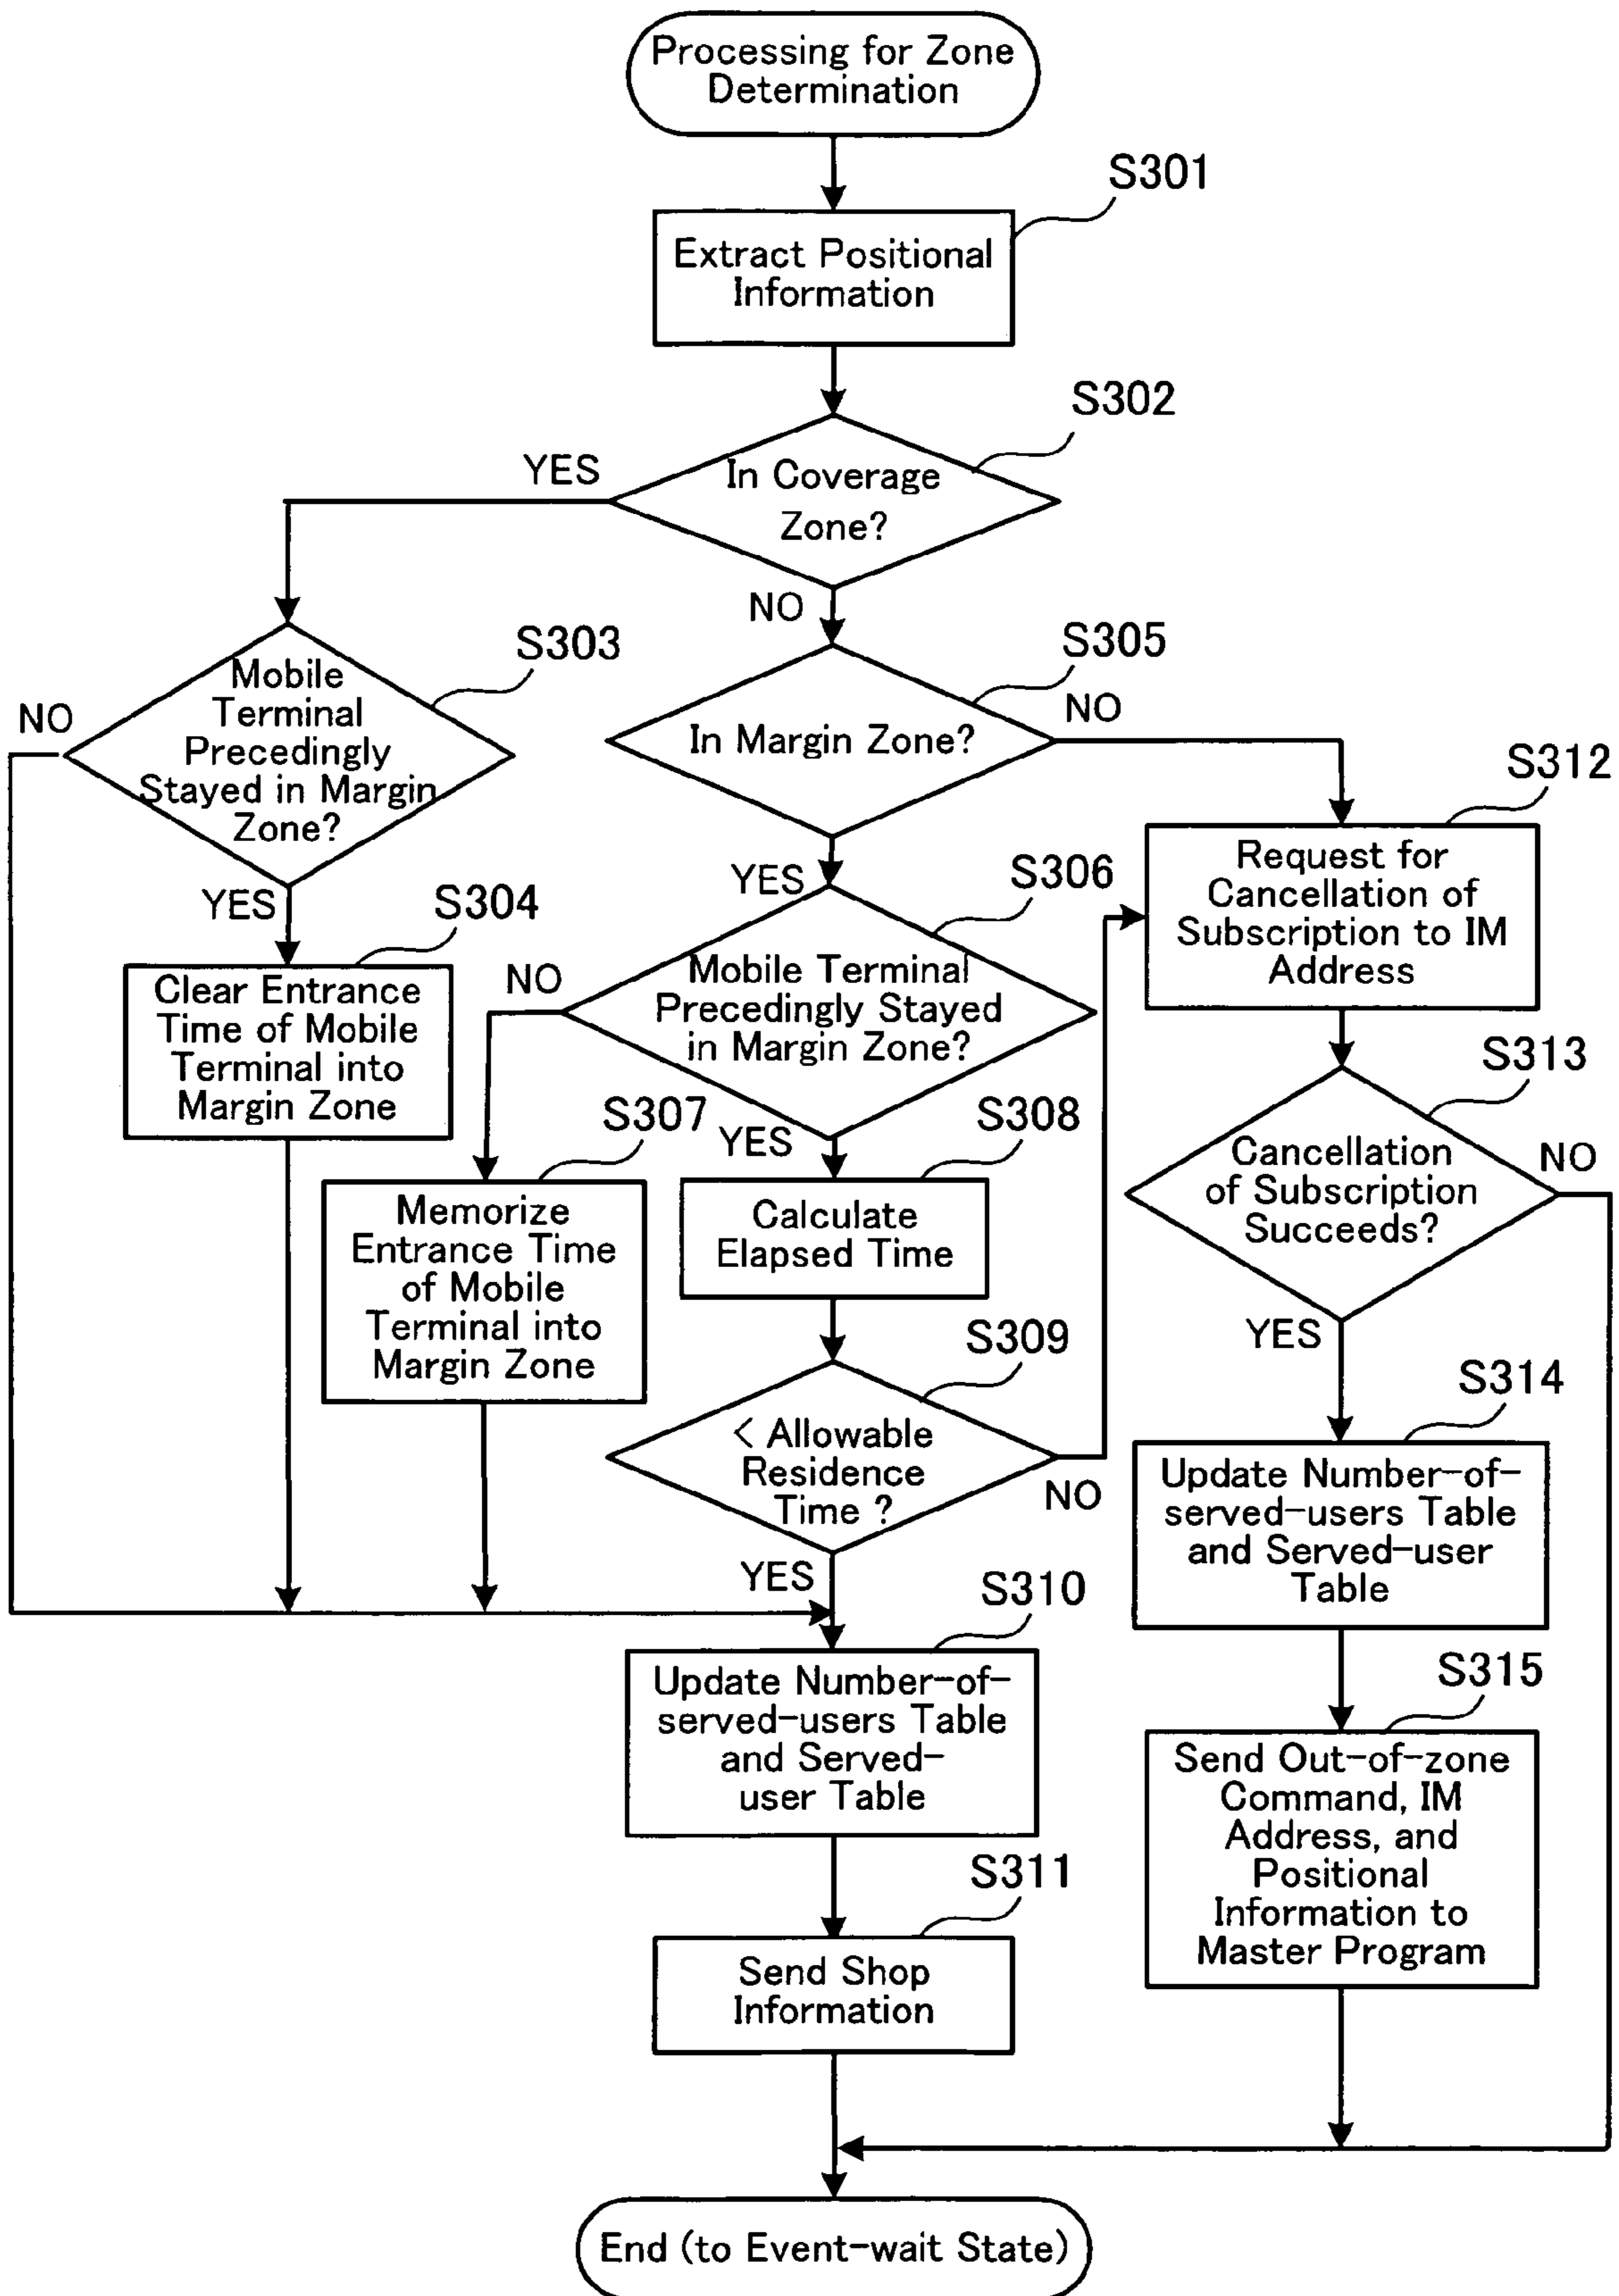 Processing for Zone
Determination
S301
Extract Positional
Information
S302
YES
In Coverage
Zone?
NO
S303
NO
Mobile
Terminal
Precedingly
Stayed in Margin
Zone?
YES
S304
Clear Entrance
Time of Mobile
Terminal into
Margin Zone
S305
NO
In Margin Zone?
YES
S306
NO
Mobile Terminal
Precedingly Stayed
in Margin Zone?
YES
S307
Memorize
Entrance Time
of Mobile
Terminal into
Margin Zone
S308
Calculate
Elapsed Time
S309
< Allowable
Residence
Time ?
NO
YES
S310
Update Number-of-
served-users Table
and Served-
user Table
S311
Send Shop
Information
S312
Request for
Cancellation of
Subscription to IM
Address
S313
Cancellation
of Subscription
Succeeds?
NO
YES
S314
Update Number-of-
served-users Table
and Served-user
Table
S315
Send Out-of-zone
Command, IM
Address, and
Positional
Information to
Master Program
End (to Event-wait State)